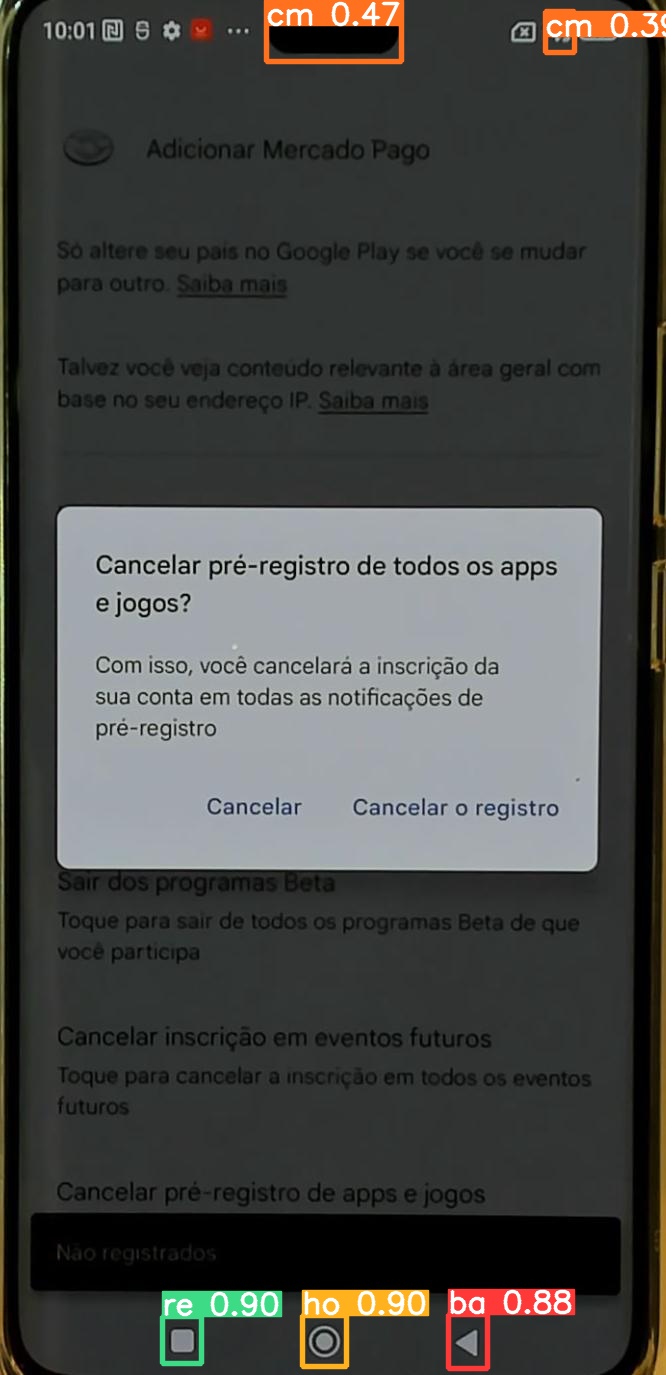 cm 0.47
cm 0.39
10:01
Adicionar Mercado Pago
Só altere seu país no Google Play se você se mudar
para outro. Saiba mais
Talvez você veja conteúdo relevante à área geral com
base no seu endereço IP. Saiba mais
Cancelar pré-registro de todos os apps
e jogos?
Com isso, você cancelará a inscrição da
sua conta em todas as notificações de
pré-registro
Cancelar Cancelar o registro
Sair dos programas Beta
Toque para sair de todos os programas Beta de que
você participa
Cancelar inscrição em eventos futuros
Toque para cancelar a inscrição em todos os eventos
futuros
Cancelar pré-registro de apps e jogos
Não registrados
re 0.90 ho 0.90 ba 0.88